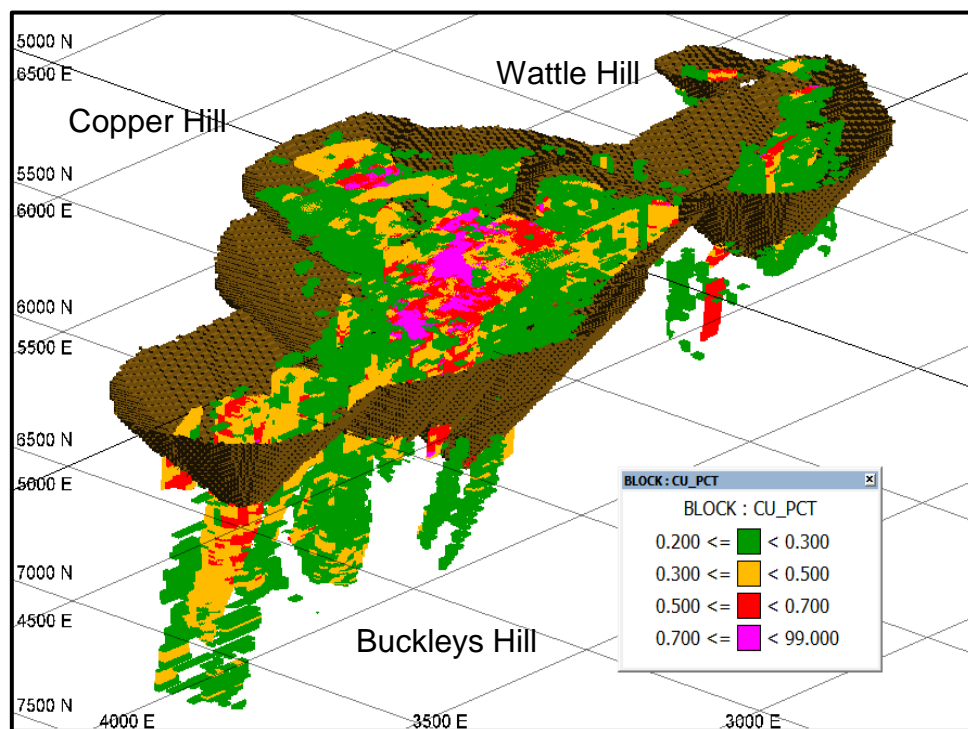 5000 N
6500 E
Wattle Hill
Copper Hill
5500 N
6000 E
6000 N
5500 E
6500 N
5000 E
BLOCK : CU_PCT
BLOCK : CU_PCT
0.200 <= < 0.300
0.300 <= < 0.500
0.500 <= < 0.700
0.700 <= < 99.000
7000 N
4500 E
Buckleys Hill
7500 N
4000 E 3500 E 3000 E